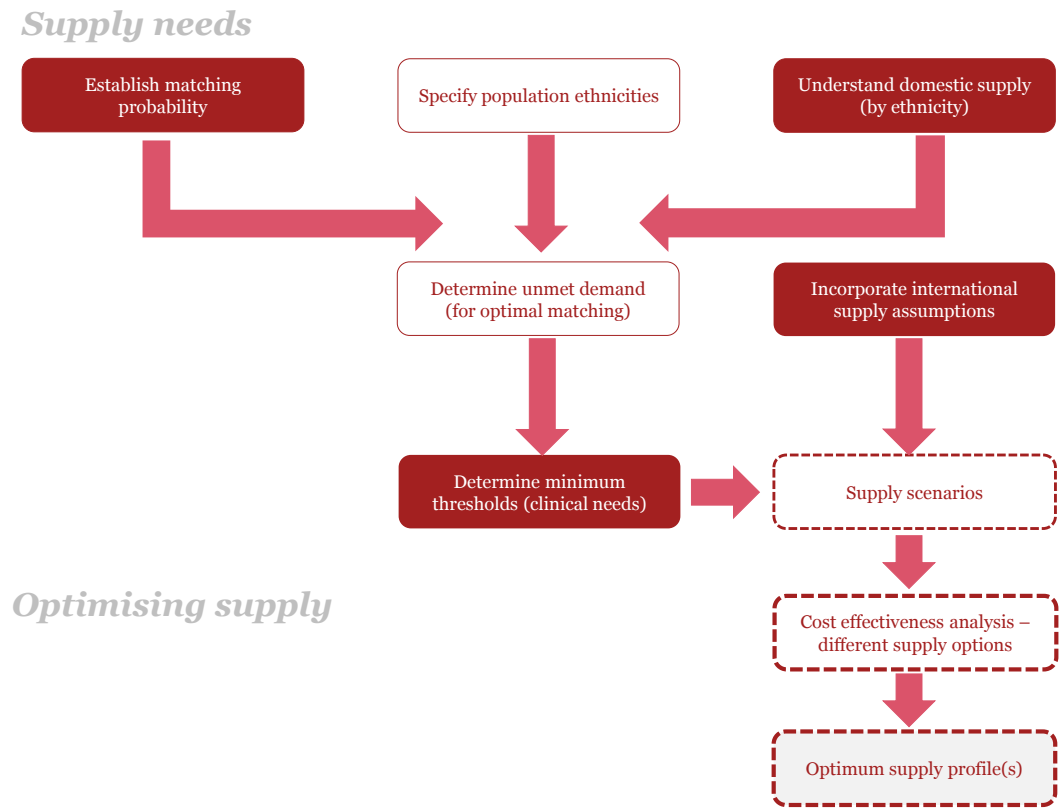 Supply needs
Establish matching
probability
Specify population ethnicities
Understand domestic supply
(by ethnicity)
Determine unmet demand
(for optimal matching)
Incorporate international
supply assumptions
Determine minimum
thresholds (clinical needs)
Supply scenarios
Optimising supply
Cost effectiveness analysis –
different supply options
Optimum supply profile(s)